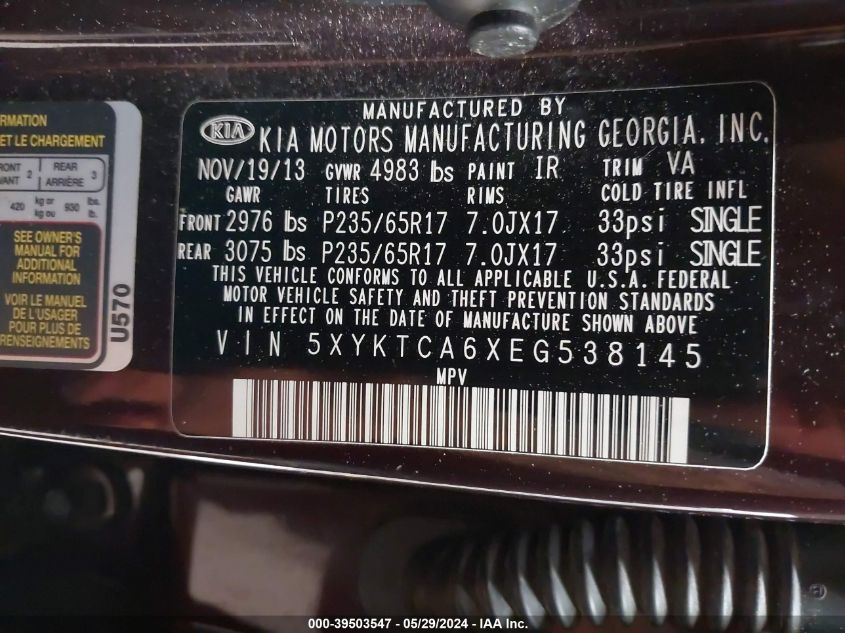 ORMATION
ET LE CHARGEMENT
RONT 2 REAR 3
VANT ARRIÈRE
420 kg or 930 lbs.
kg ou lb.
SEE OWNER'S
MANUAL FOR
ADDITIONAL
INFORMATION
VOIR LE MANUEL
DE L'USAGER
POUR PLUS DE
RENSEIGNEMENTS
U570
MANUFACTURED BY
KIA KIA MOTORS MANUFACTURING GEORGIA, INC.
NOV/19/13 GVWR 4983 lbs PAINT IR TRIM VA
GAWR TIRES RIMS COLD TIRE INFL
FRONT 2976 lbs P235/65R17 7.0JX17 33psi SINGLE
REAR 3075 lbs P235/65R17 7.0JX17 33psi SINGLE
THIS VEHICLE CONFORMS TO ALL APPLICABLE U.S.A. FEDERAL
MOTOR VEHICLE SAFETY AND THEFT PREVENTION STANDARDS
IN EFFECT ON THE DATE OF MANUFACTURE SHOWN ABOVE
VIN 5XYKTCA6XEG538145
MPV
000-39503547 - 05/29/2024 - IAA Inc.